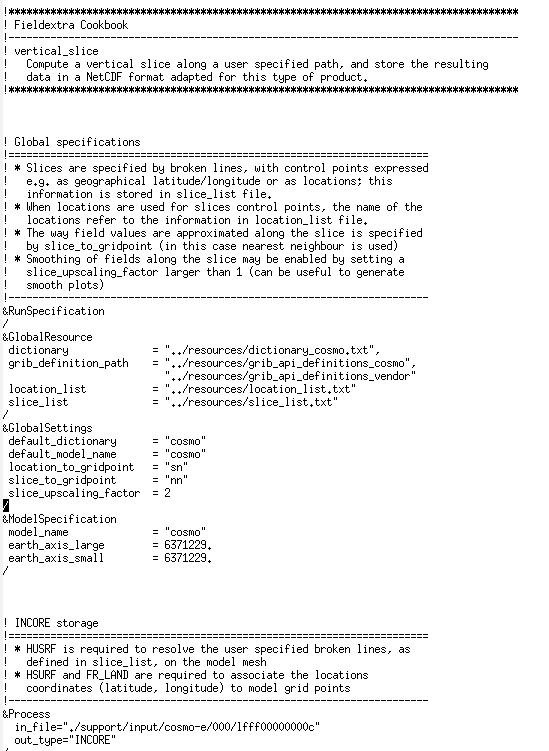 !*******************************************************************************
! Fieldextra Cookbook
!-------------------------------------------------------------------------------
! vertical_slice
!   Compute a vertical slice along a user specified path, and store the resulting
!   data in a NetCDF format adapted for this type of product.
!*******************************************************************************
! Global specifications
!=================================================================
! * Slices are specified by broken lines, with control points expressed
!   e.g. as geographical latitude/longitude or as locations; this
!   information is stored in slice_list file.
! * When locations are used for slices control points, the name of the
!   locations refer to the information in location_list file.
! * The way field values are approximated along the slice is specified
!   by slice_to_gridpoint (in this case nearest neighbour is used)
! * Smoothing of fields along the slice may be enabled by setting a
!   slice_upscaling_factor larger than 1 (can be useful to generate
!   smooth plots)
!-----------------------------------------------------------------
&RunSpecification
/
&GlobalResource
 dictionary             = "../resources/dictionary_cosmo.txt",
 grib_definition_path   = "../resources/grib_api_definitions_cosmo",
                          "../resources/grib_api_definitions_vendor"
 location_list          = "../resources/location_list.txt"
 slice_list             = "../resources/slice_list.txt"
/
&GlobalSettings
 default_dictionary     = "cosmo"
 default_model_name     = "cosmo"
 location_to_gridpoint  = "sn"
 slice_to_gridpoint     = "nn"
 slice_upscaling_factor = 2
/
&ModelSpecification
 model_name             = "cosmo"
 earth_axis_large       = 6371229.
 earth_axis_small       = 6371229.
/
! INCORE storage
!=================================================================
! * HUSRF is required to resolve the user specified broken lines, as
!   defined in slice_list, on the model mesh
! * HSURF and FR_LAND are required to associate the locations
!   coordinates (latitude, longitude) to model grid points
!-----------------------------------------------------------------
&Process
  in_file="./support/input/cosmo-e/000/lfff00000000c"
  out_type="INCORE"
/